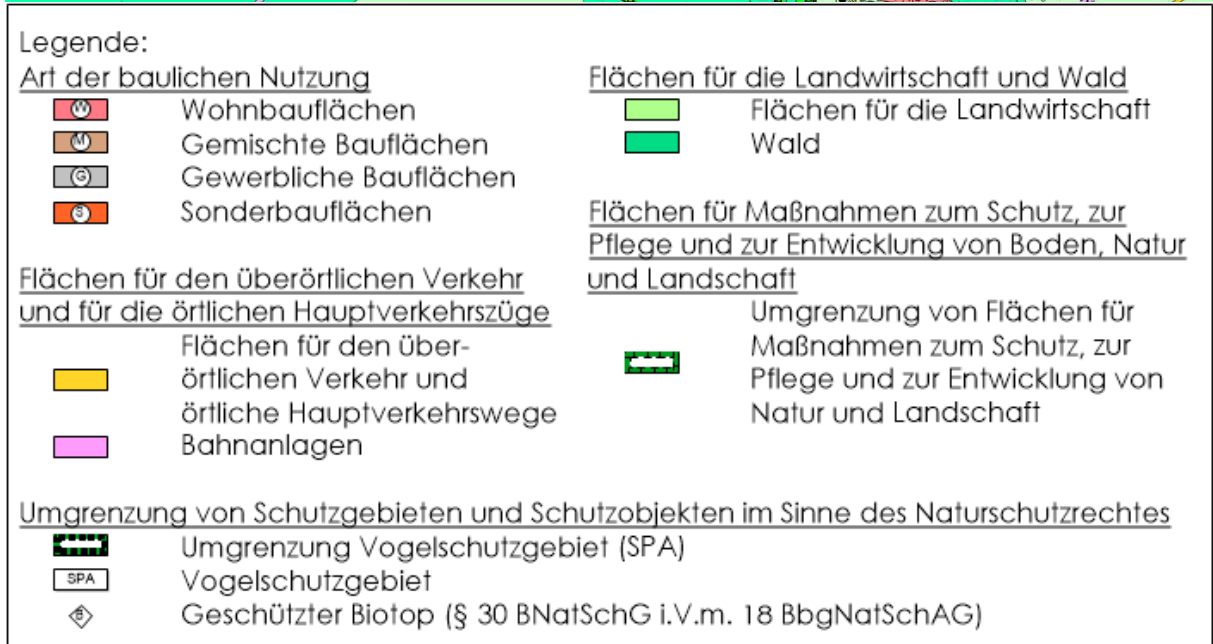 Legende:
Art der baulichen Nutzung
W Wohnbauflächen
M Gemischte Bauflächen
G Gewerbliche Bauflächen
S Sonderbauflächen
Flächen für den überörtlichen Verkehr
und für die örtlichen Hauptverkehrszüge
Flächen für den über-
örtlichen Verkehr und
örtliche Hauptverkehrswege
Bahnanlagen
Flächen für die Landwirtschaft und Wald
Flächen für die Landwirtschaft
Wald
Flächen für Maßnahmen zum Schutz, zur
Pflege und zur Entwicklung von Boden, Natur
und Landschaft
Umgrenzung von Flächen für
Maßnahmen zum Schutz, zur
Pflege und zur Entwicklung von
Natur und Landschaft
Umgrenzung von Schutzgebieten und Schutzobjekten im Sinne des Naturschutzrechtes
Umgrenzung Vogelschutzgebiet (SPA)
SPA Vogelschutzgebiet
Geschützter Biotop (§ 30 BNatSchG i.V.m. 18 BbgNatSchAG)